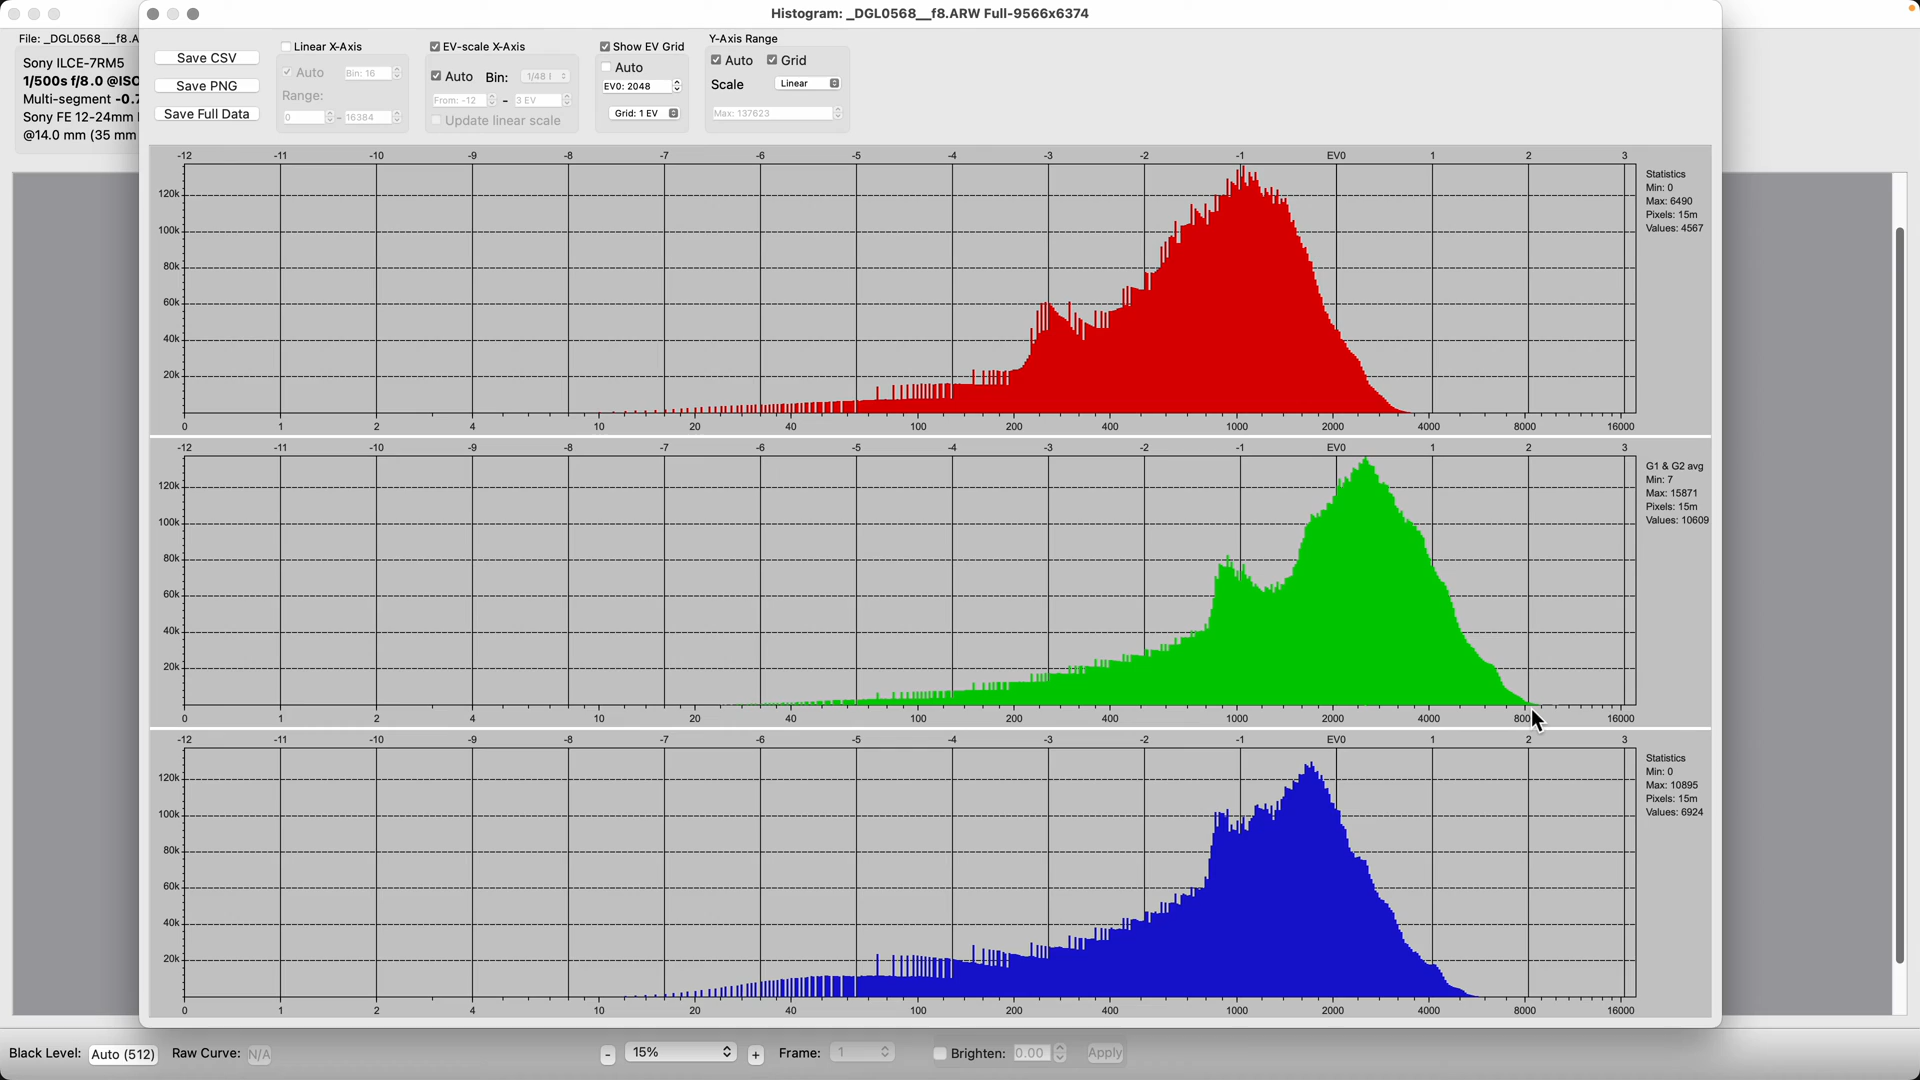 Histogram: _DGL0568__f8.ARW Full-9566x6374
File: _DGL0568__f8.A
Sony ILCE-7RM5
1/500s f/8.0 @ISO
Multi-segment -0.7
Sony FE 12-24mm
@14.0 mm (35 mm
Save CSV
Save PNG
Save Full Data
Linear X-Axis
Auto
Bin: 16
Range:
0 - 16384
EV-scale X-Axis
Auto Bin: 1/48 I
From: -12 - 3 EV
Update linear scale
Show EV Grid
Auto
EV0: 2048
Grid: 1 EV
Y-Axis Range
Auto Grid
Scale Linear
Max: 137623
-12 -11 -10 -9 -8 -7 -6 -5 -4 -3 -2 -1 EV0 1 2 3
120k
100k
80k
60k
40k
20k
0 1 2 4 10 20 40 100 200 400 1000 2000 4000 8000 16000
Statistics
Min: 0
Max: 6490
Pixels: 15m
Values: 4567
-12 -11 -10 -9 -8 -7 -6 -5 -4 -3 -2 -1 EV0 1 2 3
120k
100k
80k
60k
40k
20k
0 1 2 4 10 20 40 100 200 400 1000 2000 4000 800 16000
G1 & G2 avg
Min: 7
Max: 15871
Pixels: 15m
Values: 10609
-12 -11 -10 -9 -8 -7 -6 -5 -4 -3 -2 -1 EV0 1 2 3
120k
100k
80k
60k
40k
20k
0 1 2 4 10 20 40 100 200 400 1000 2000 4000 8000 16000
Statistics
Min: 0
Max: 10895
Pixels: 15m
Values: 6924
Black Level: Auto (512) Raw Curve: N/A - 15% + Frame: 1 Brighten: 0.00 Apply